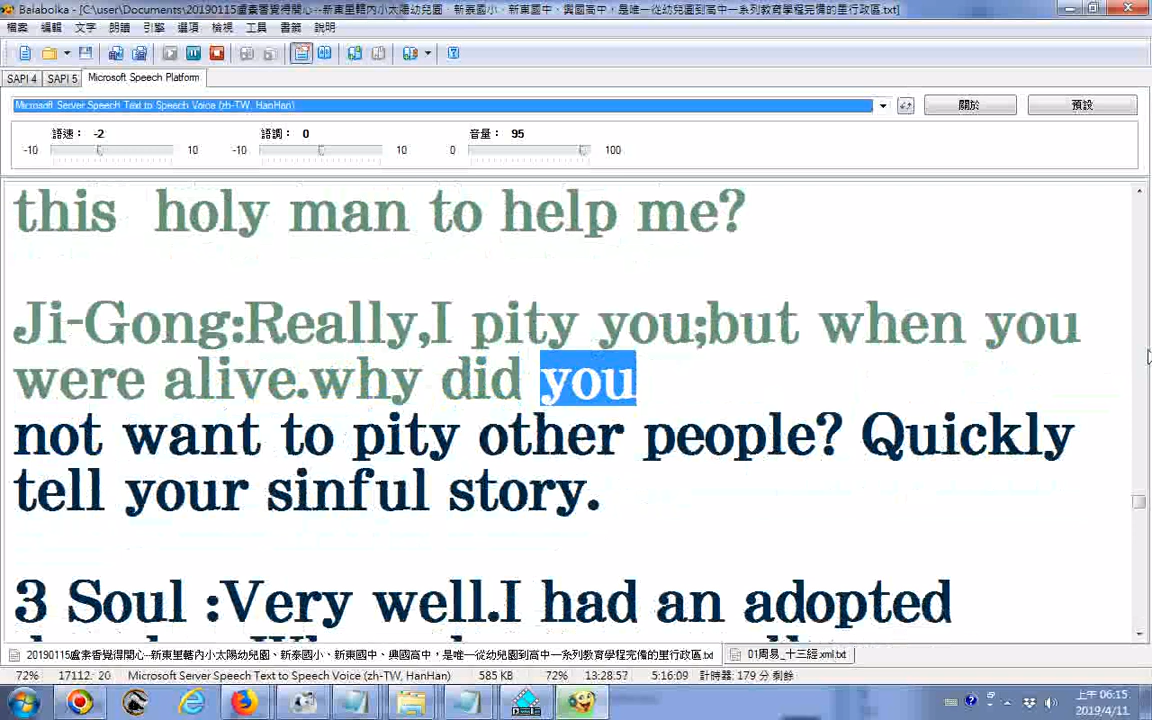 Balabolka - [C:\user\Documents\20190115盧素香覺得開心--新東里轄內小太陽幼兒園、新泰國小、新東國中、興國高中，是唯一從幼兒園到高中一系列教育學程完備的里行政區.txt]
檔案 編輯 文字 朗讀 引擎 選項 檢視 工具 書籤 說明
SAPI 4 SAPI 5 Microsoft Speech Platform
Microsoft Server Speech Text to Speech Voice (zh-TW, HanHan) 關於 預設
語速： -2 語調： 0 音量： 95
-10 10 -10 10 0 100
this holy man to help me?
Ji-Gong:Really,I pity you;but when you
were alive.why did you
not want to pity other people? Quickly
tell your sinful story.
3 Soul :Very well.I had an adopted
20190115盧素香覺得開心--新東里轄內小太陽幼兒園、新泰國小、新東國中、興國高中，是唯一從幼兒園到高中一系列教育學程完備的里行政區.txt 01周易_十三經.xml.txt
72% 17112: 20 Microsoft Server Speech Text to Speech Voice (zh-TW, HanHan) 585 KB 72% 13:28:57 5:16:09 計時器: 179 分 剩餘
上午 06:15
2019/4/11